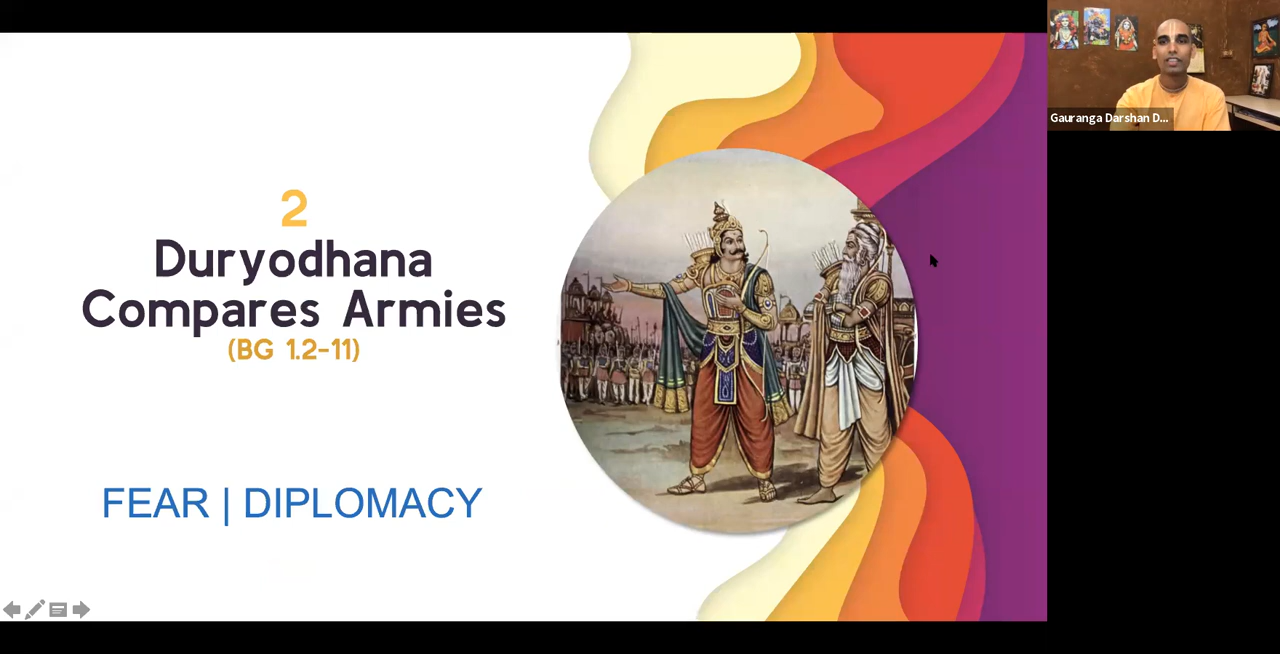 2
Duryodhana
Compares Armies
(BG 1.2-11)
FEAR | DIPLOMACY
Gauranga Darshan D...